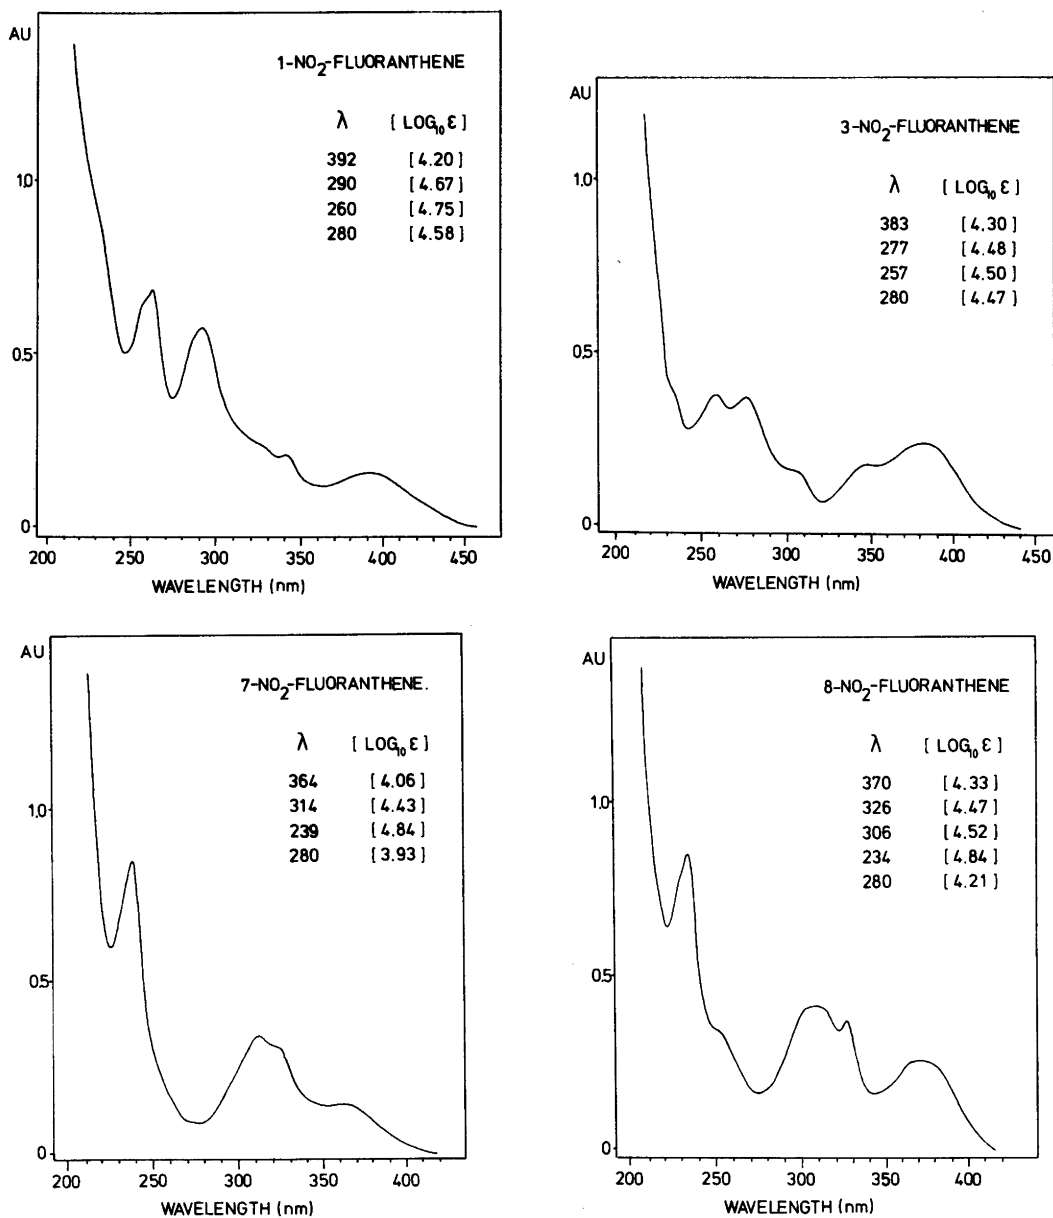 AU
1-NO2-FLUORANTHENE
λ [ LOG10 ε ]
392 [ 4.20 ]
290 [ 4.67 ]
260 [ 4.75 ]
280 [ 4.58 ]
1.0
0.5
0
200 250 300 350 400 450
WAVELENGTH (nm)
AU
3-NO2-FLUORANTHENE
λ [ LOG10 ε ]
383 [ 4.30 ]
277 [ 4.48 ]
257 [ 4.50 ]
280 [ 4.47 ]
1.0
0.5
0
200 250 300 350 400 450
WAVELENGTH (nm)
AU
7-NO2-FLUORANTHENE.
λ [ LOG10 ε ]
364 [ 4.06 ]
314 [ 4.43 ]
239 [ 4.84 ]
280 [ 3.93 ]
1.0
0.5
0
200 250 300 350 400
WAVELENGTH (nm)
AU
8-NO2-FLUORANTHENE
λ [ LOG10 ε ]
370 [ 4.33 ]
326 [ 4.47 ]
306 [ 4.52 ]
234 [ 4.84 ]
280 [ 4.21 ]
1.0
0.5
0
200 250 300 350 400
WAVELENGTH (nm)